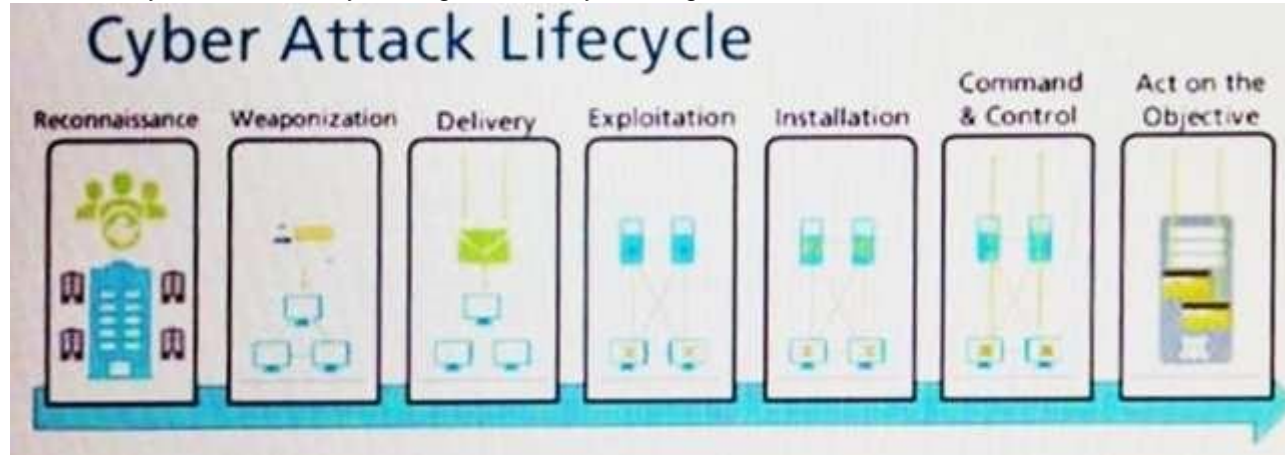 Cyber Attack Lifecycle
Reconnaissance
Weaponization
Delivery
Exploitation
Installation
Command
& Control
Act on the
Objective